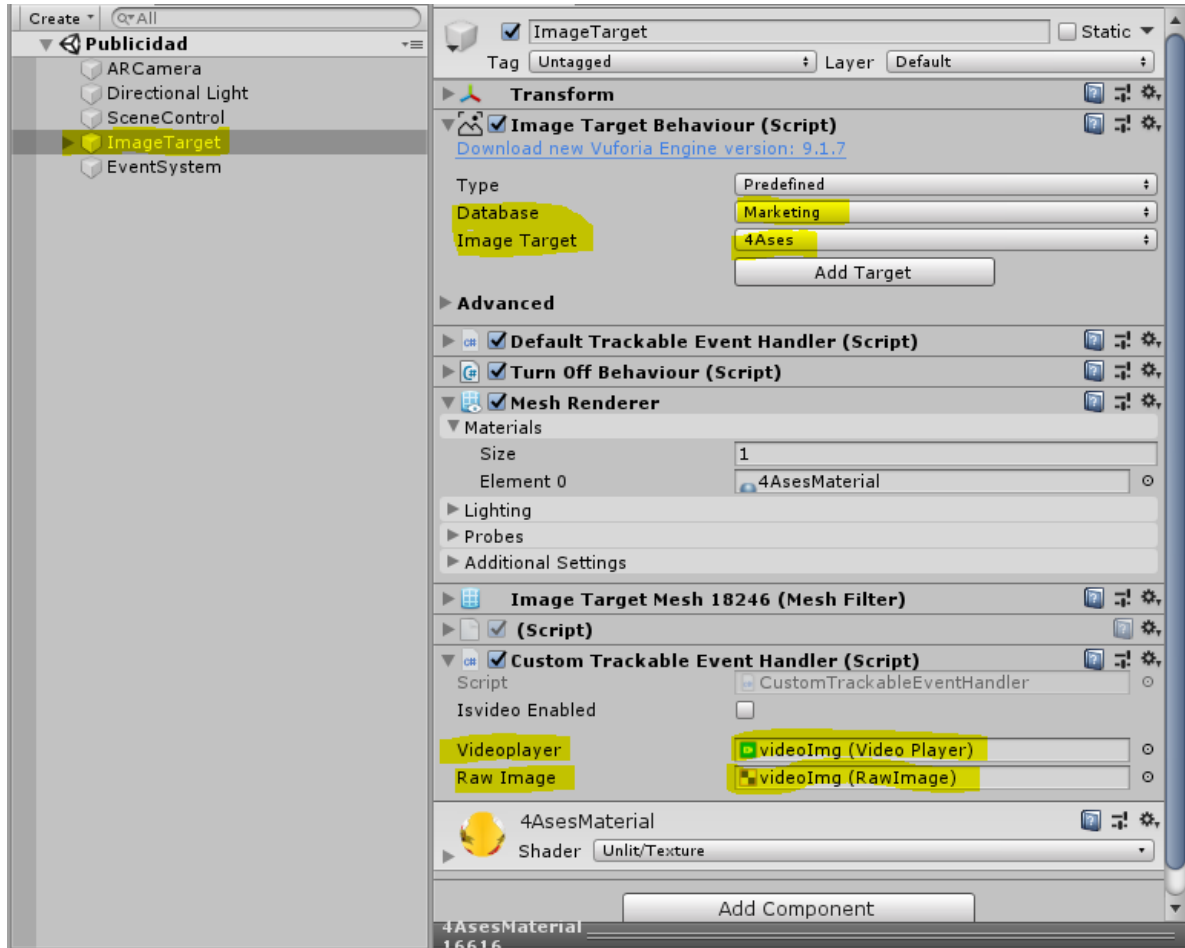 Create All
Publicidad
ARCamera
Directional Light
SceneControl
ImageTarget
EventSystem
ImageTarget Static
Tag Untagged Layer Default
Transform
Image Target Behaviour (Script)
Download new Vuforia Engine version: 9.1.7
Type Predefined
Database Marketing
Image Target 4Ases
Add Target
Advanced
Default Trackable Event Handler (Script)
Turn Off Behaviour (Script)
Mesh Renderer
Materials
Size 1
Element 0 4AsesMaterial
Lighting
Probes
Additional Settings
Image Target Mesh 18246 (Mesh Filter)
(Script)
Custom Trackable Event Handler (Script)
Script CustomTrackableEventHandler
Isvideo Enabled
Videoplayer videoImg (Video Player)
Raw Image videoImg (RawImage)
4AsesMaterial
Shader Unlit/Texture
Add Component
4AsesMaterial
16616